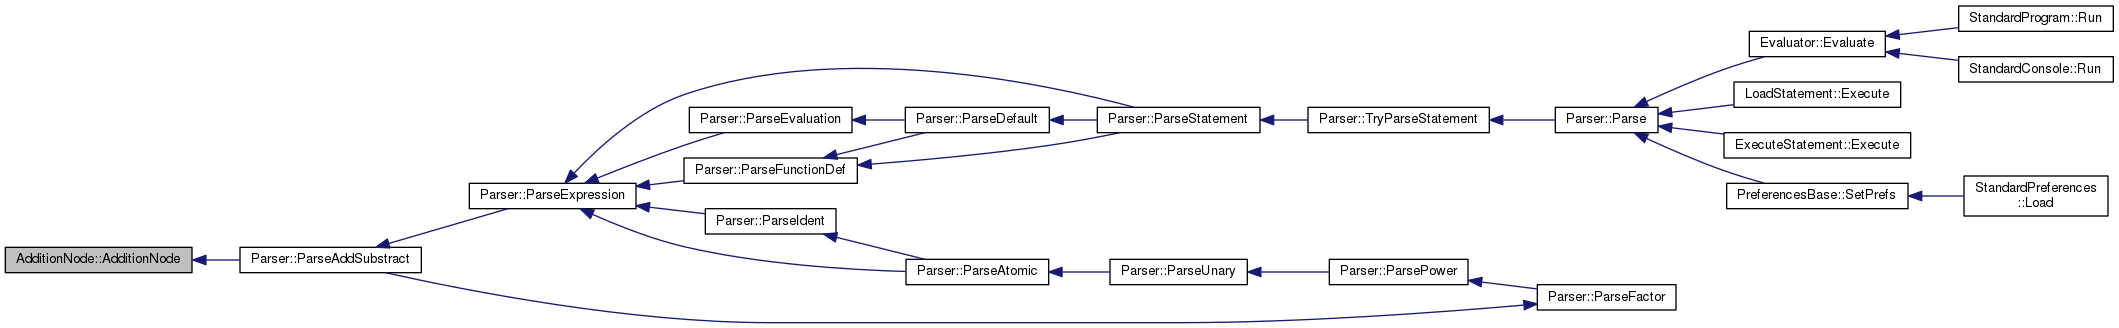 StandardProgram::Run
Evaluator::Evaluate
StandardConsole::Run
LoadStatement::Execute
Parser::ParseEvaluation
Parser::ParseDefault
Parser::ParseStatement
Parser::TryParseStatement
Parser::Parse
ExecuteStatement::Execute
Parser::ParseFunctionDef
Parser::ParseExpression
PreferencesBase::SetPrefs
StandardPreferences
::Load
Parser::ParseIdent
AdditionNode::AdditionNode
Parser::ParseAddSubstract
Parser::ParseAtomic
Parser::ParseUnary
Parser::ParsePower
Parser::ParseFactor